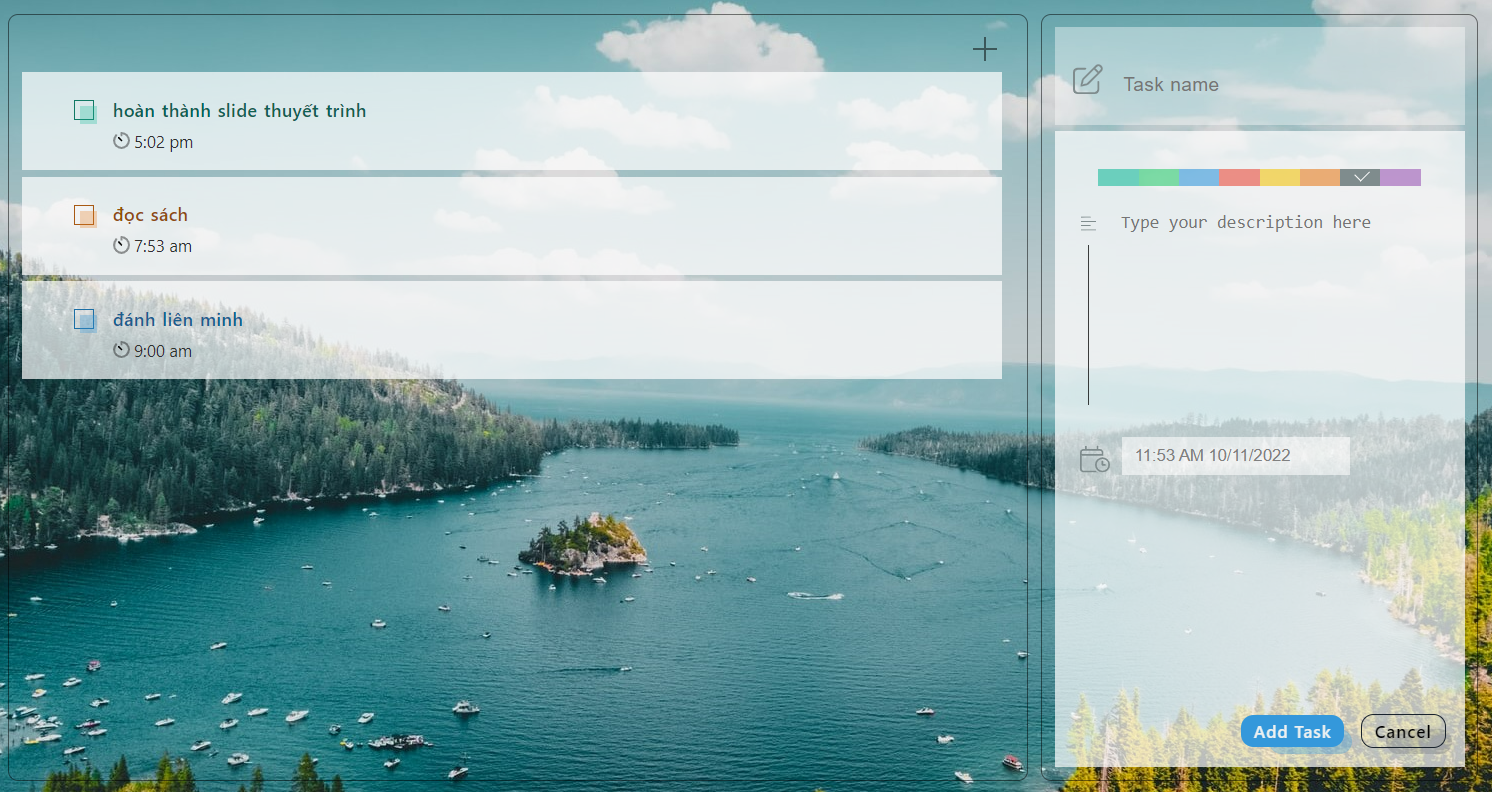 hoàn thành slide thuyết trình
5:02 pm
đọc sách
7:53 am
đánh liên minh
9:00 am
Task name
Type your description here
11:53 AM 10/11/2022
Add Task
Cancel